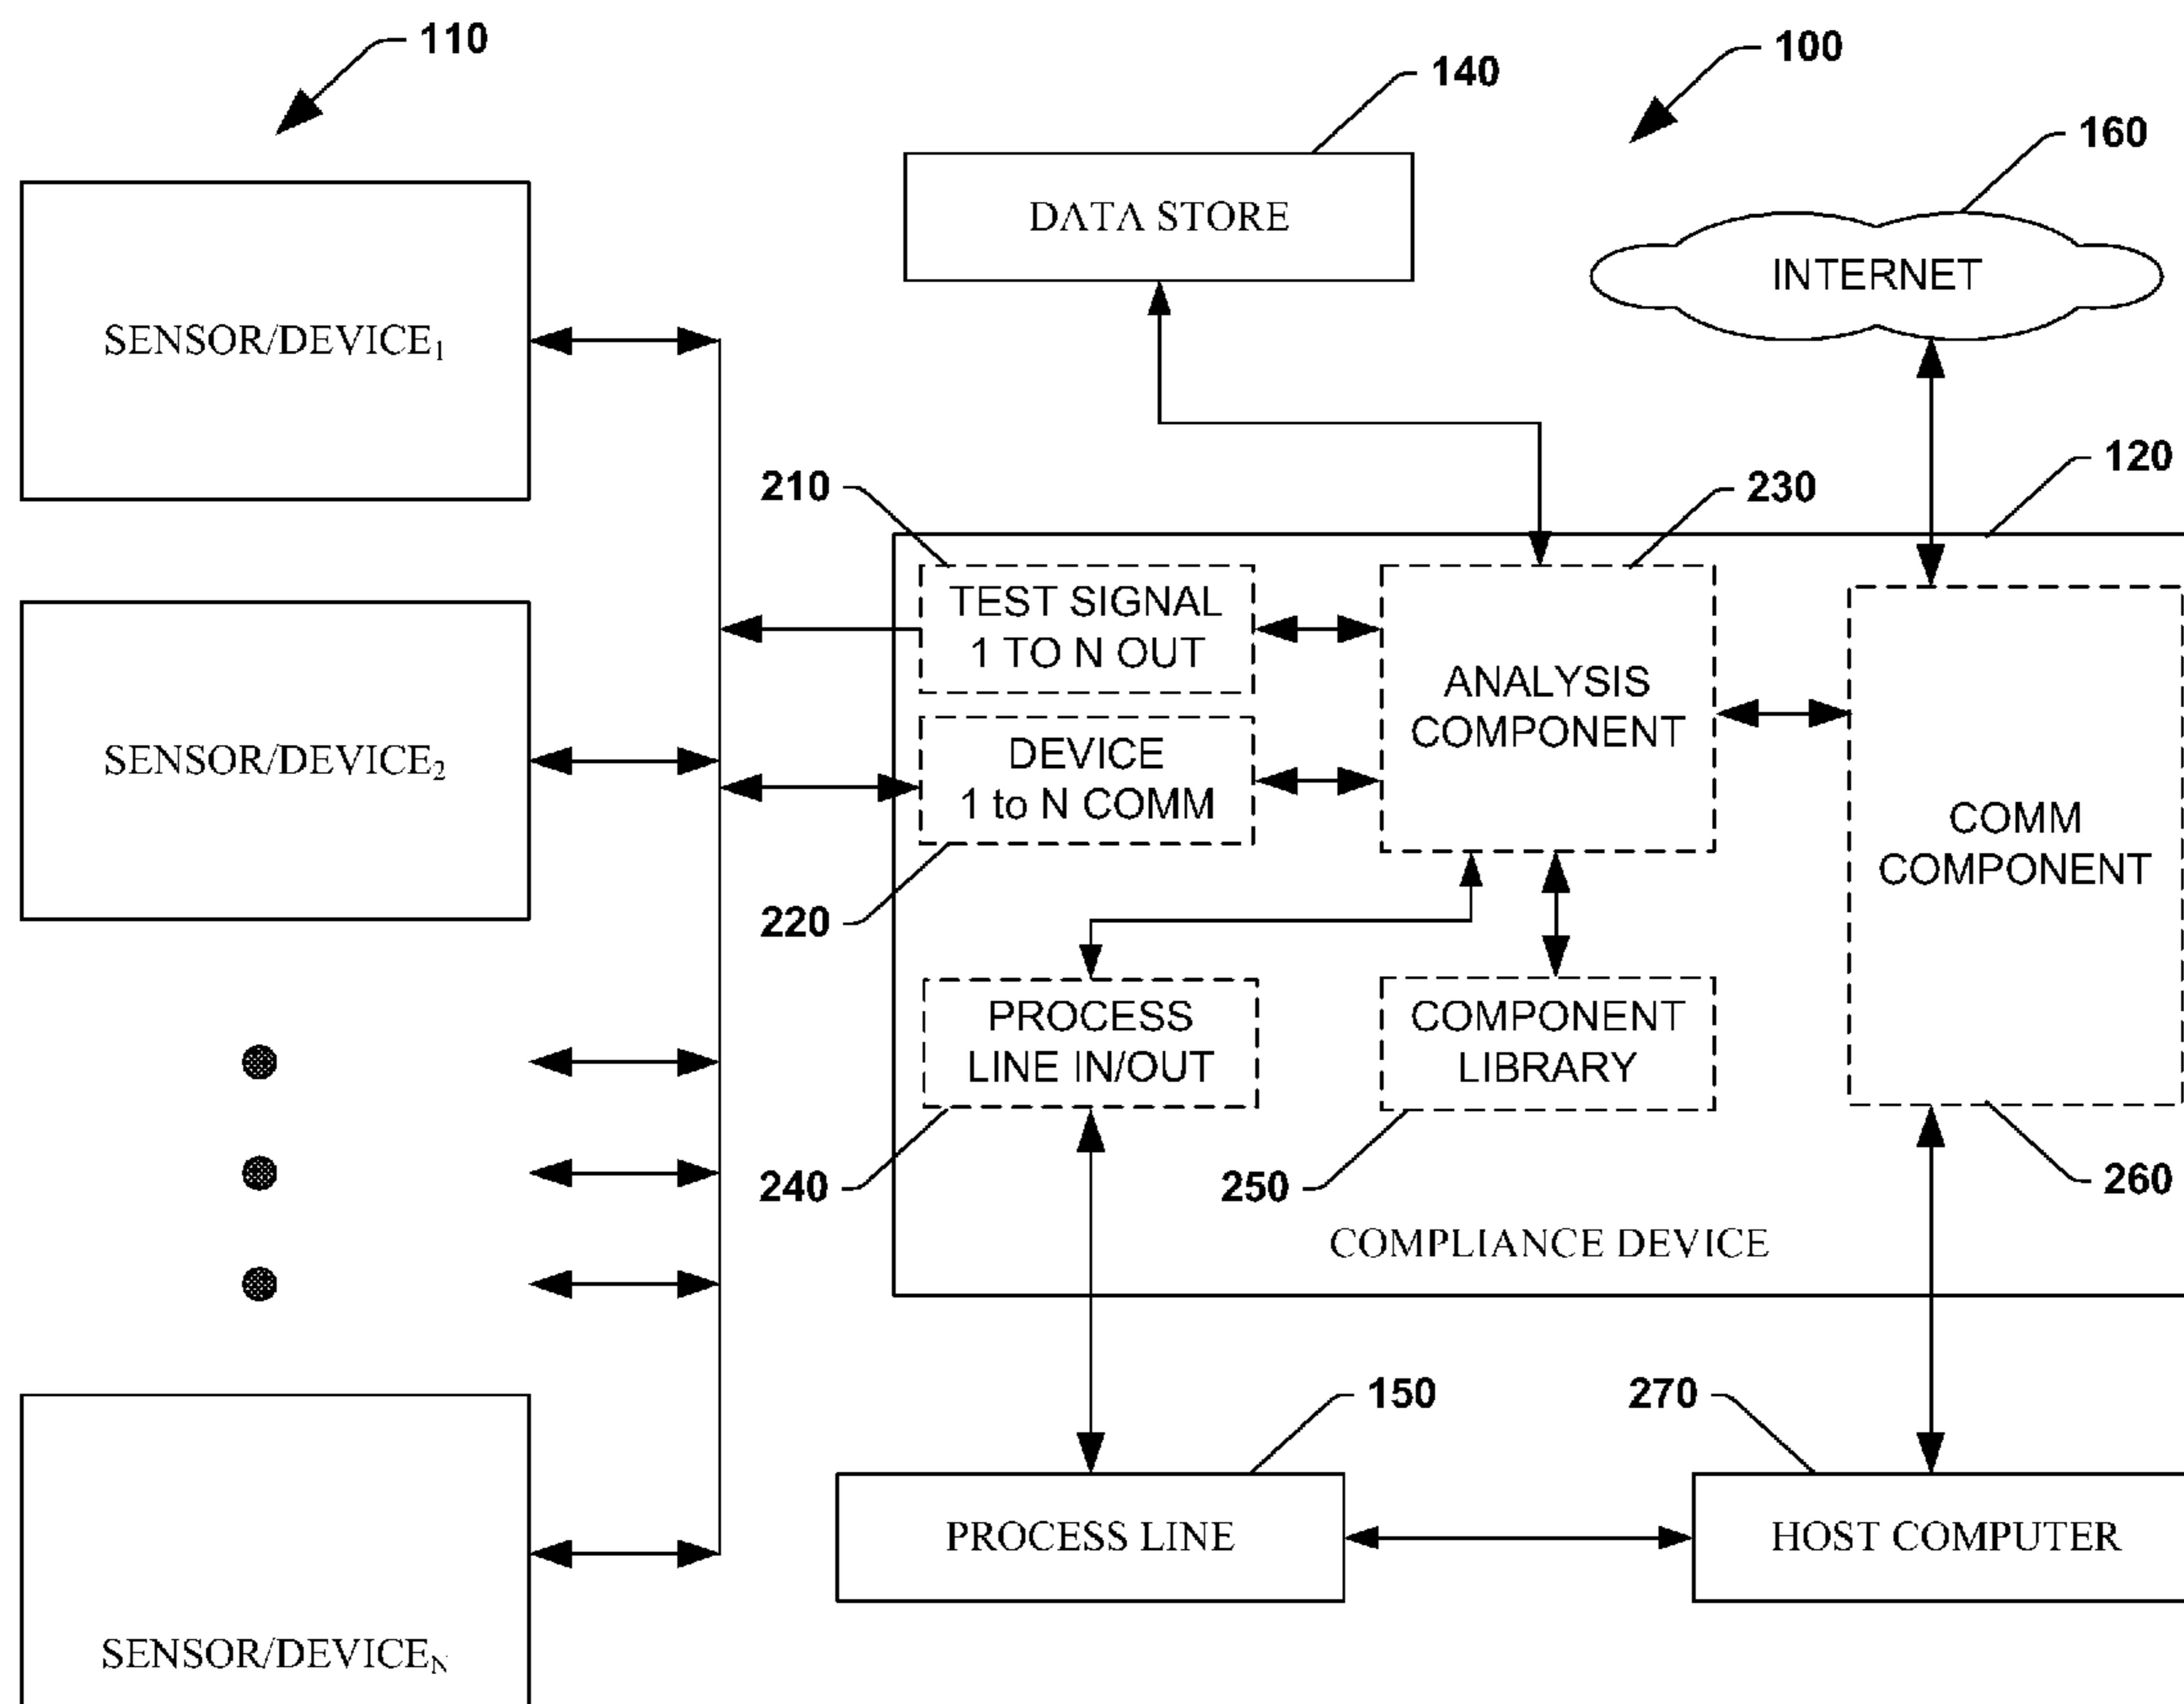 110
100
140
160
DATA STORE
INTERNET
SENSOR/DEVICE1
120
210
230
TEST SIGNAL
1 TO N OUT
ANALYSIS
COMPONENT
SENSOR/DEVICE2
DEVICE
1 to N COMM
COMM
COMPONENT
220
PROCESS
LINE IN/OUT
COMPONENT
LIBRARY
240
250
260
COMPLIANCE DEVICE
150
270
PROCESS LINE
HOST COMPUTER
SENSOR/DEVICEN